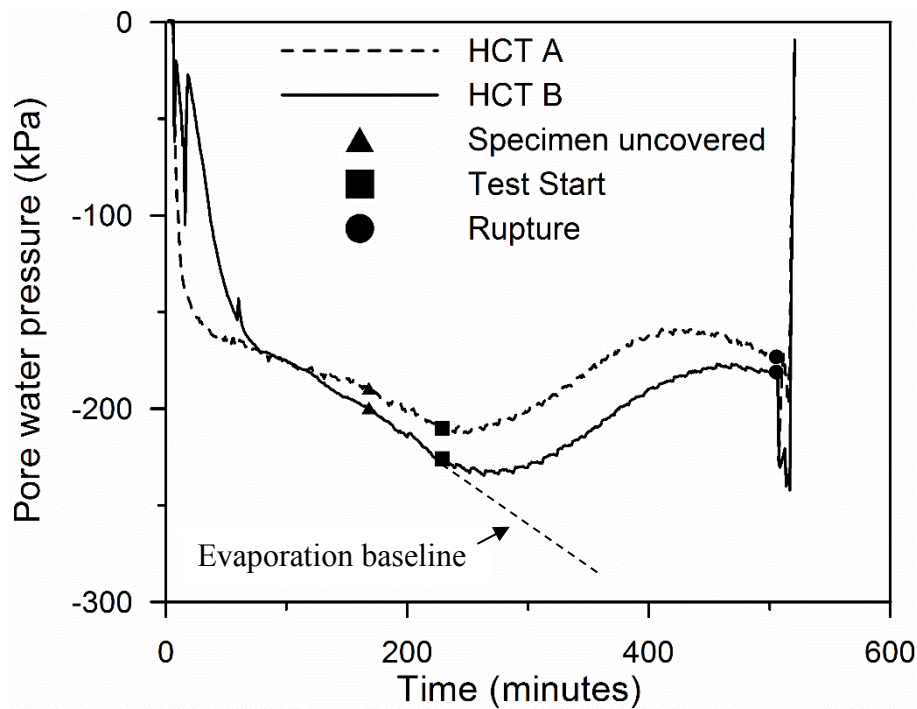 0
-100
-200
-300
Pore water pressure (kPa)
HCT A
HCT B
Specimen uncovered
Test Start
Rupture
Evaporation baseline
0
200
400
600
Time (minutes)